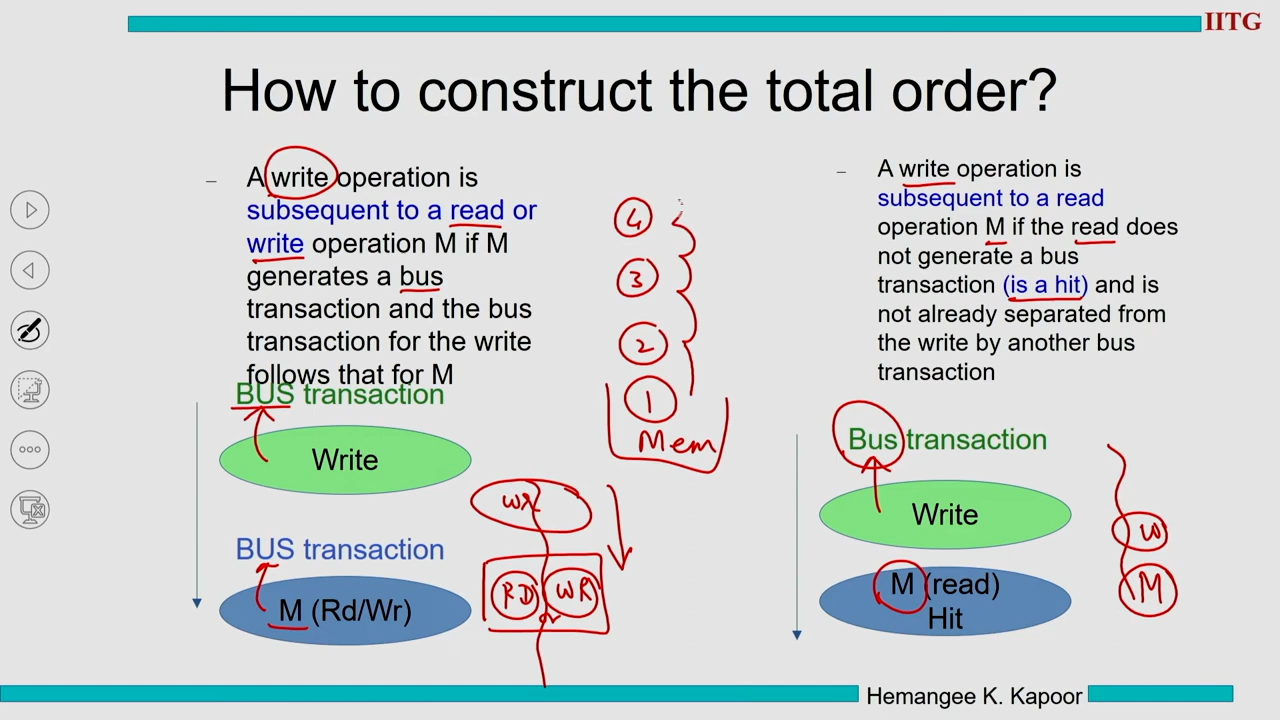 IITG
How to construct the total order?
– A write operation is
subsequent to a read or
write operation M if M
generates a bus
transaction and the bus
transaction for the write
follows that for M
BUS transaction
Write
BUS transaction
M (Rd/Wr)
WR
RD or WR
4
3
2
1
Mem
– A write operation is
subsequent to a read
operation M if the read does
not generate a bus
transaction (is a hit) and is
not already separated from
the write by another bus
transaction
Bus transaction
Write
M (read)
Hit
W
M
Hemangee K. Kapoor